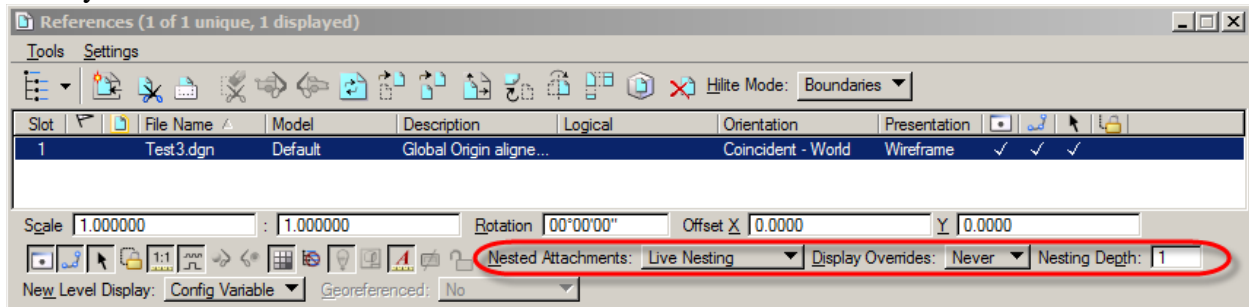 References (1 of 1 unique, 1 displayed)
Tools Settings
Hilite Mode: Boundaries
Slot File Name Model Description Logical Orientation Presentation
1 Test3.dgn Default Global Origin aligne... Coincident - World Wireframe
Scale 1.000000 : 1.000000 Rotation 00°00'00" Offset X 0.0000 Y 0.0000
1:1 A Nested Attachments: Live Nesting Display Overrides: Never Nesting Depth: 1
New Level Display: Config Variable Georeferenced: No